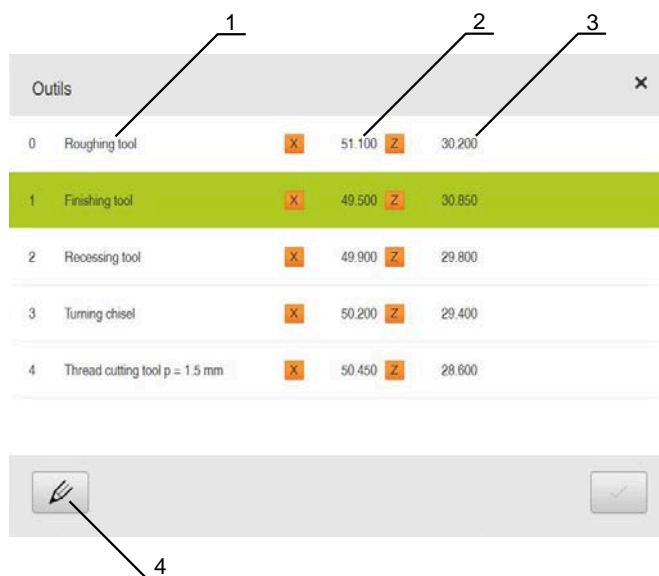 1 2 3
Outils ×
0 Roughing tool X 51.100 Z 30.200
1 Finishing tool X 49.500 Z 30.850
2 Recessing tool X 49.900 Z 29.800
3 Turning chisel X 50.200 Z 29.400
4 Thread cutting tool p = 1.5 mm X 50.450 Z 28.600
4